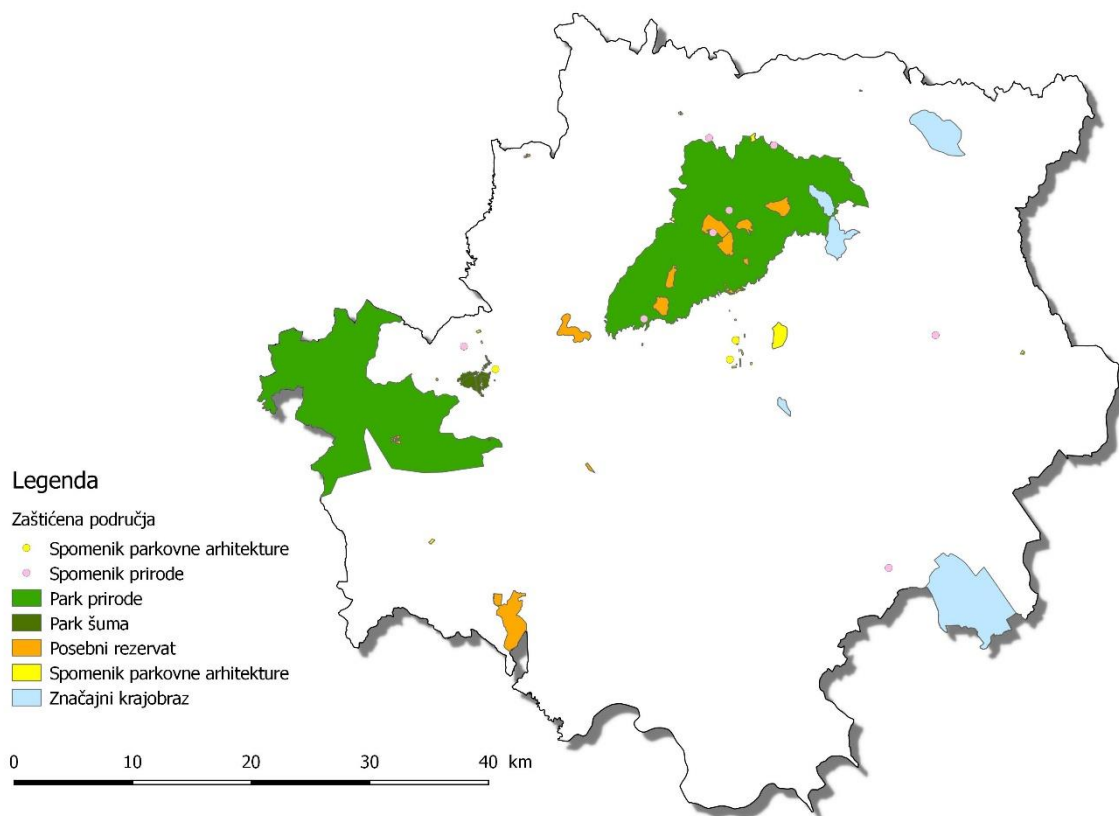 Legenda
Zaštićena područja
Spomenik parkovne arhitekture
Spomenik prirode
Park prirode
Park šuma
Posebni rezervat
Spomenik parkovne arhitekture
Značajni krajobraz
0 10 20 30 40 km